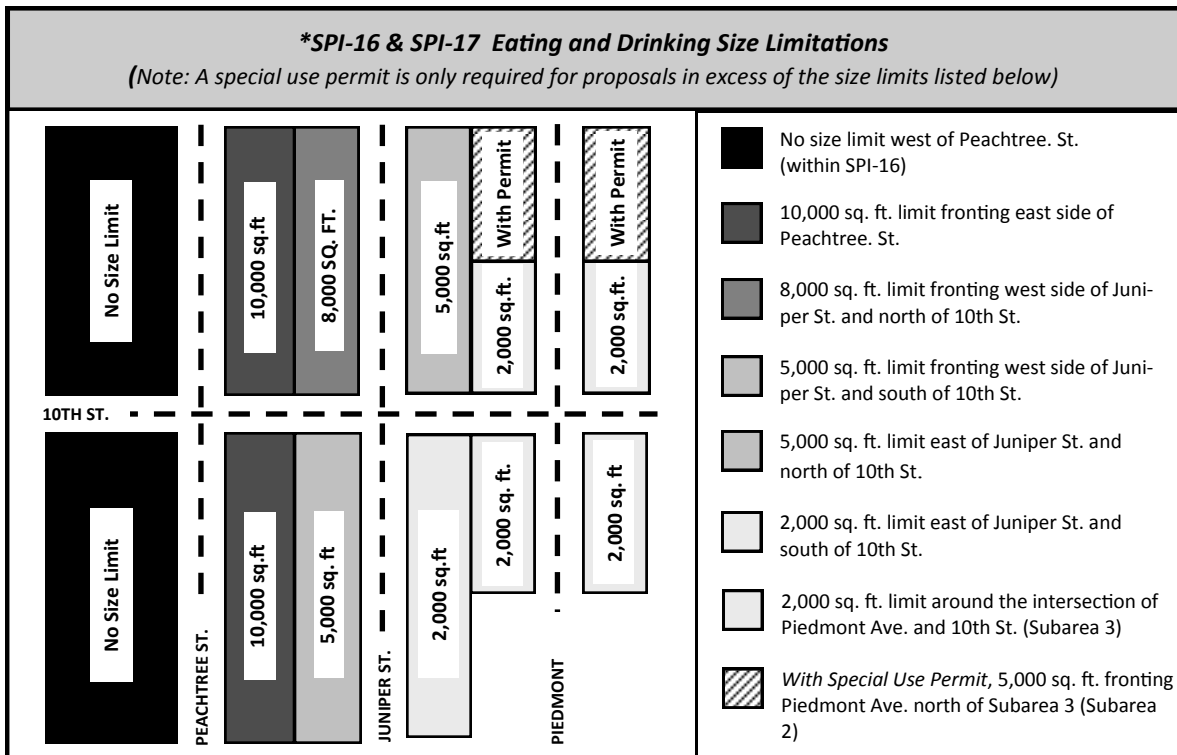 *SPI-16 & SPI-17 Eating and Drinking Size Limitations
(Note: A special use permit is only required for proposals in excess of the size limits listed below)
No Size Limit
10,000 sq.ft
8,000 SQ. FT.
5,000 sq.ft
With Permit
2,000 sq.ft.
With Permit
2,000 sq.ft.
10TH ST.
No Size Limit
10,000 sq.ft
5,000 sq. ft
2,000 sq.ft
2,000 sq. ft.
2,000 sq. ft
PEACHTREE ST.
JUNIPER ST.
PIEDMONT
No size limit west of Peachtree. St.
(within SPI-16)
10,000 sq. ft. limit fronting east side of
Peachtree. St.
8,000 sq. ft. limit fronting west side of Juni-
per St. and north of 10th St.
5,000 sq. ft. limit fronting west side of Juni-
per St. and south of 10th St.
5,000 sq. ft. limit east of Juniper St. and
north of 10th St.
2,000 sq. ft. limit east of Juniper St. and
south of 10th St.
2,000 sq. ft. limit around the intersection of
Piedmont Ave. and 10th St. (Subarea 3)
With Special Use Permit, 5,000 sq. ft. fronting
Piedmont Ave. north of Subarea 3 (Subarea
2)